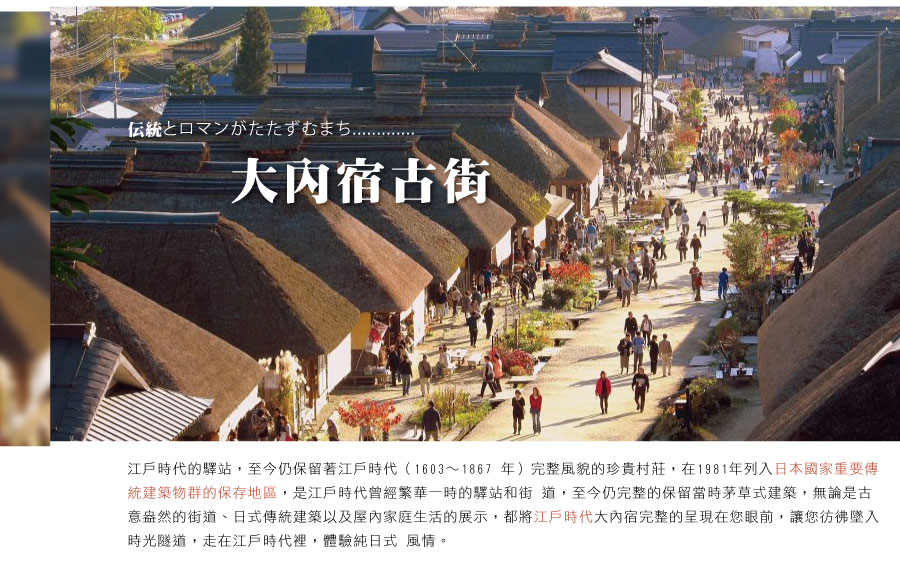 伝統とロマンがたたずむまち.............
大内宿古街
江戶時代的驛站，至今仍保留著江戶時代（1603～1867 年）完整風貌的珍貴村莊，在1981年列入日本國家重要傳
統建築物群的保存地區，是江戶時代曾經繁華一時的驛站和街 道，至今仍完整的保留當時茅草式建築，無論是古
意盎然的街道、日式傳統建築以及屋內家庭生活的展示，都將江戶時代大內宿完整的呈現在您眼前，讓您彷彿墜入
時光隧道，走在江戶時代裡，體驗純日式 風情。